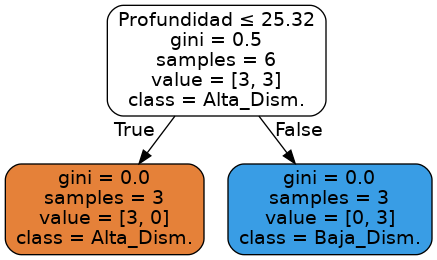 Profundidad ≤ 25.32
gini = 0.5
samples = 6
value = [3, 3]
class = Alta_Dism.
True
False
gini = 0.0
samples = 3
value = [3, 0]
class = Alta_Dism.
gini = 0.0
samples = 3
value = [0, 3]
class = Baja_Dism.